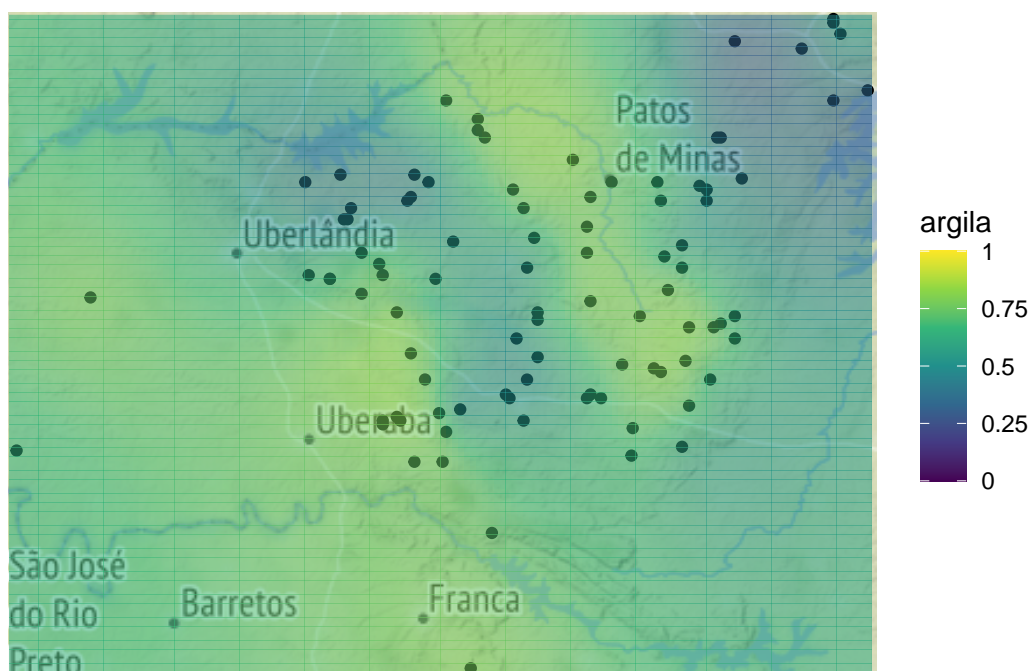 Patos
de Minas
Uberlândia
Uberaba
São José
do Rio
Preto
Barretos
Franca
argila
1
0.75
0.5
0.25
0